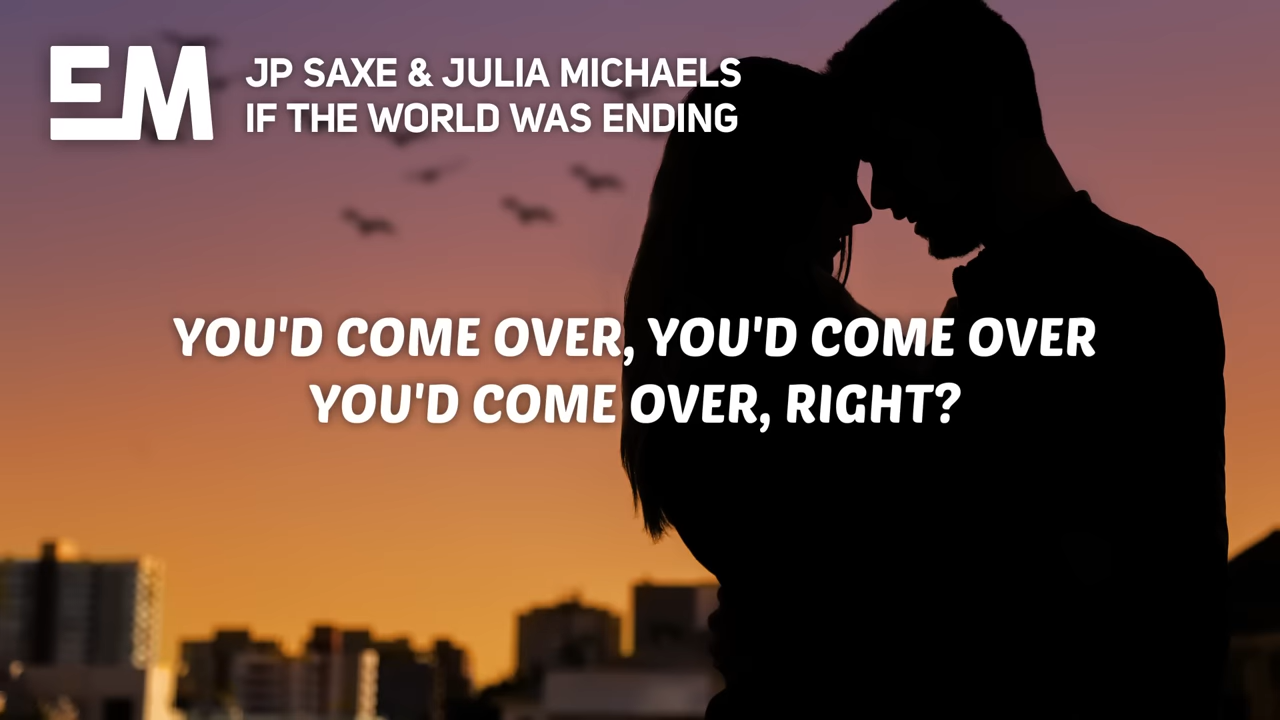 EM
JP SAXE & JULIA MICHAELS
IF THE WORLD WAS ENDING
YOU'D COME OVER, YOU'D COME OVER
YOU'D COME OVER, RIGHT?